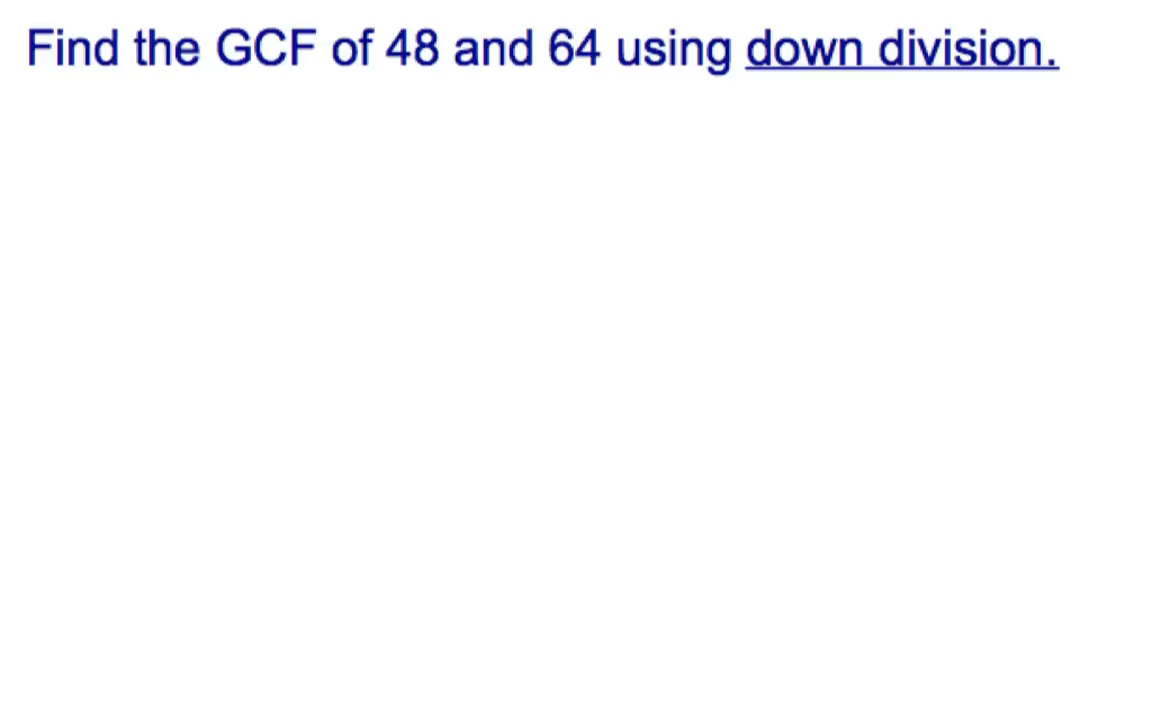 Find the GCF of 48 and 64 using down division.